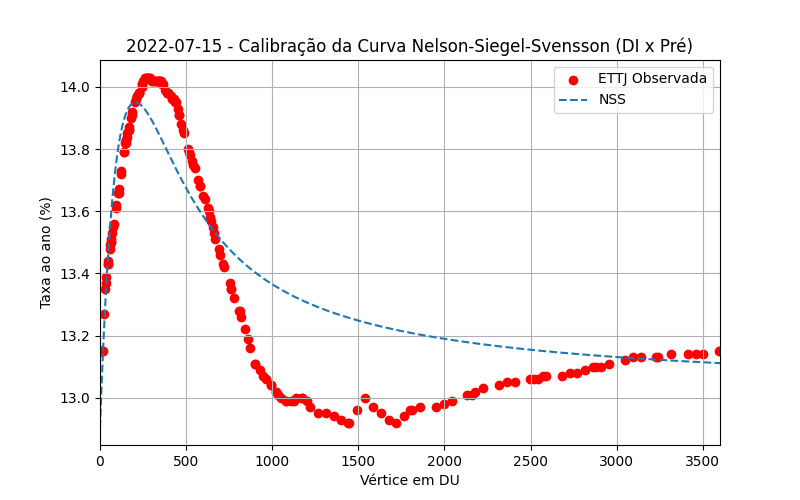 2022-07-15 - Calibração da Curva Nelson-Siegel-Svensson (DI x Pré)
ETTJ Observada
NSS
Taxa ao ano (%)
14.0
13.8
13.6
13.4
13.2
13.0
0 500 1000 1500 2000 2500 3000 3500
Vértice em DU